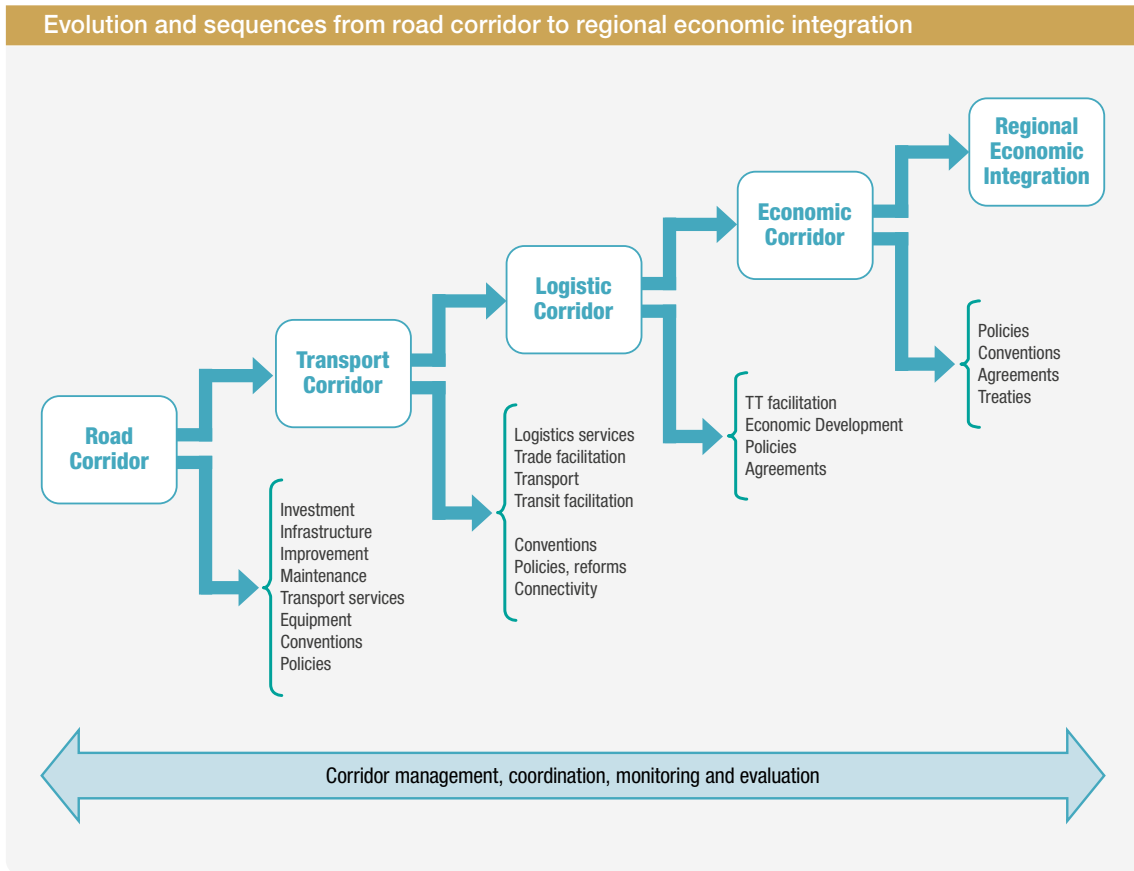 Evolution and sequences from road corridor to regional economic integration
Road
Corridor
Investment
Infrastructure
Improvement
Maintenance
Transport services
Equipment
Conventions
Policies
Transport
Corridor
Logistics services
Trade facilitation
Transport
Transit facilitation
Conventions
Policies, reforms
Connectivity
Logistic
Corridor
TT facilitation
Economic Development
Policies
Agreements
Economic
Corridor
Policies
Conventions
Agreements
Treaties
Regional
Economic
Integration
Corridor management, coordination, monitoring and evaluation